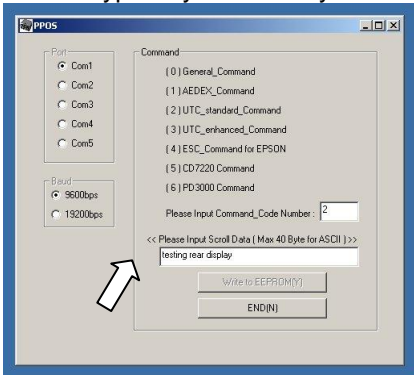 PPOS
Port
Com1
Com2
Com3
Com4
Com5
Baud
9600bps
19200bps
Command
( 0 ) General_Command
( 1 ) AEDEX_Command
( 2 ) UTC_standard_Command
( 3 ) UTC_enhanced_Command
( 4 ) ESC_Command for EPSON
( 5 ) CD7220 Command
( 6 ) PD3000 Command
Please Input Command_Code Number : 2
<< Please Input Scroll Data ( Max 40 Byte for ASCII ) >>
testing rear display
Write to EEPROM(Y)
END(N)